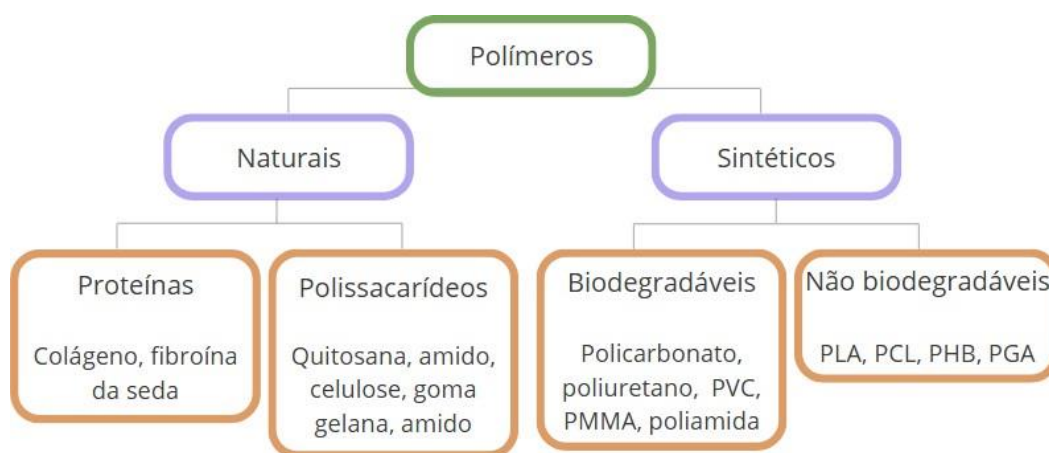 Polímeros
Naturais
Sintéticos
Proteínas
Colágeno, fibroína
da seda
Polissacarídeos
Quitosana, amido,
celulose, goma
gelana, amido
Biodegradáveis
Policarbonato,
poliuretano, PVC,
PMMA, poliamida
Não biodegradáveis
PLA, PCL, PHB, PGA